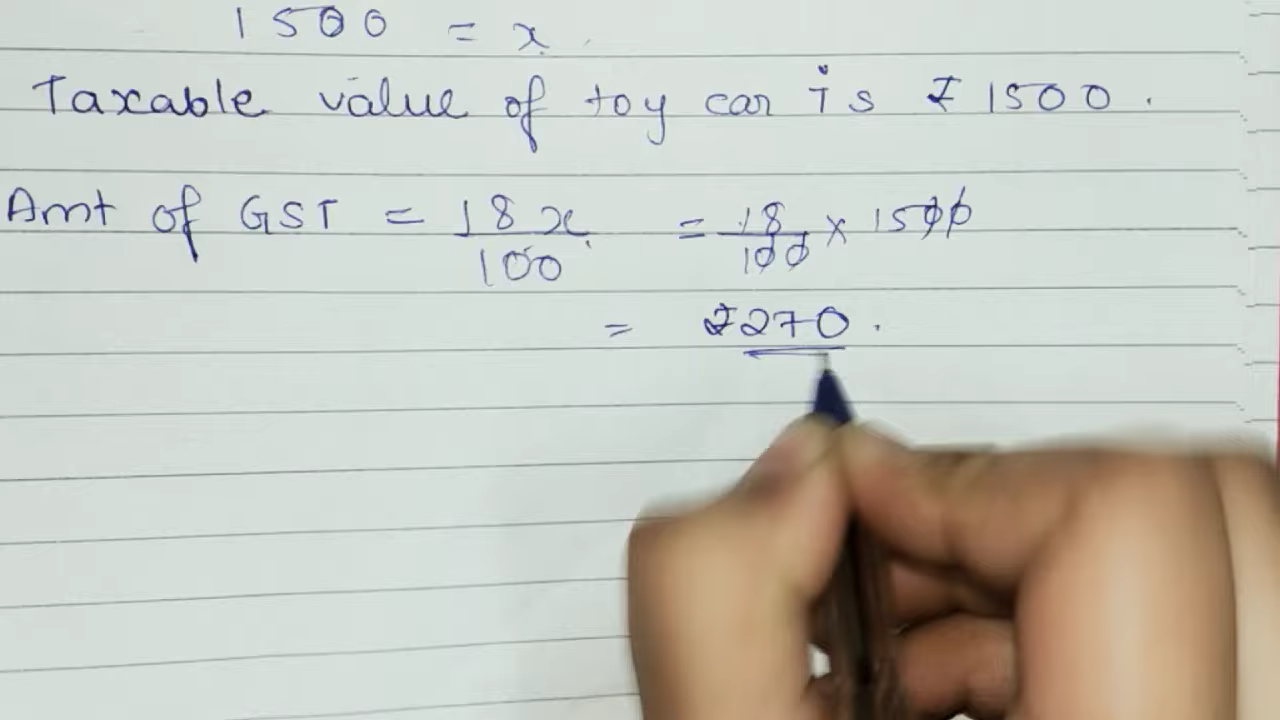 1500 = x
Taxable value of toy car is ₹ 1500.
Amt of GST = 18x/100 = 18/100 × 1500
= ₹270.